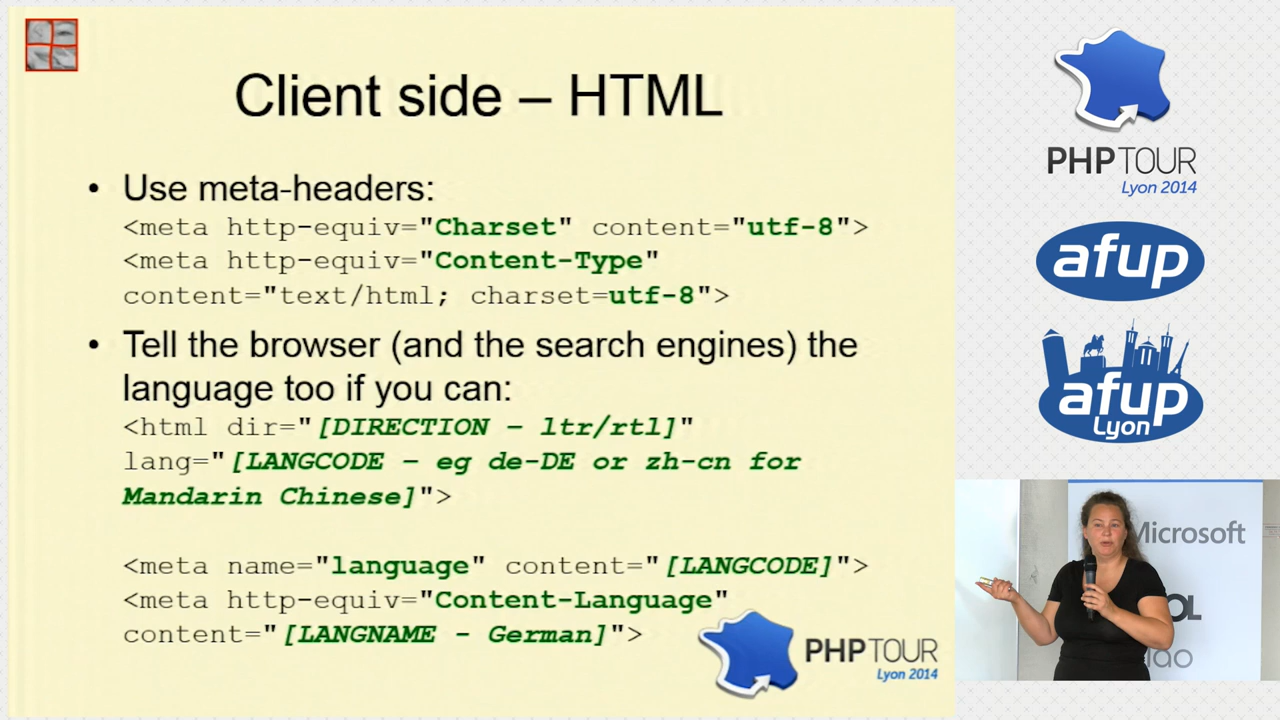 Client side – HTML
• Use meta-headers:
<meta http-equiv="Charset" content="utf-8">
<meta http-equiv="Content-Type"
content="text/html; charset=utf-8">
• Tell the browser (and the search engines) the
language too if you can:
<html dir="[DIRECTION – ltr/rtl]"
lang="[LANGCODE – eg de-DE or zh-cn for
Mandarin Chinese]">
<meta name="language" content="[LANGCODE]">
<meta http-equiv="Content-Language"
content="[LANGNAME - German]">
PHPTOUR
Lyon 2014
PHPTOUR
Lyon 2014
afup
afup
Lyon
Microsoft